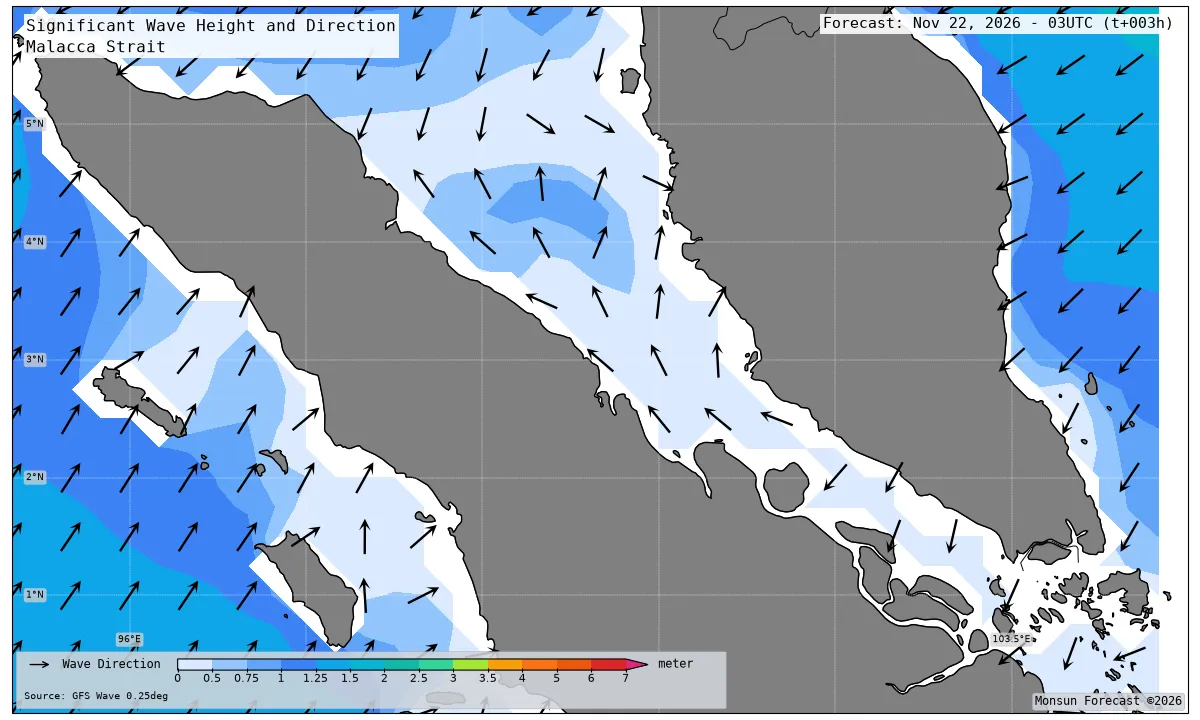 Significant Wave Height and Direction
Malacca Strait
Forecast: Nov 22, 2026 - 03UTC (t+003h)
5°N
4°N
3°N
2°N
1°N
96°E
103.5°E
Wave Direction
meter
0 0.5 0.75 1 1.25 1.5 2 2.5 3 3.5 4 5 6 7
Source: GFS Wave 0.25deg
Monsun Forecast ©2026